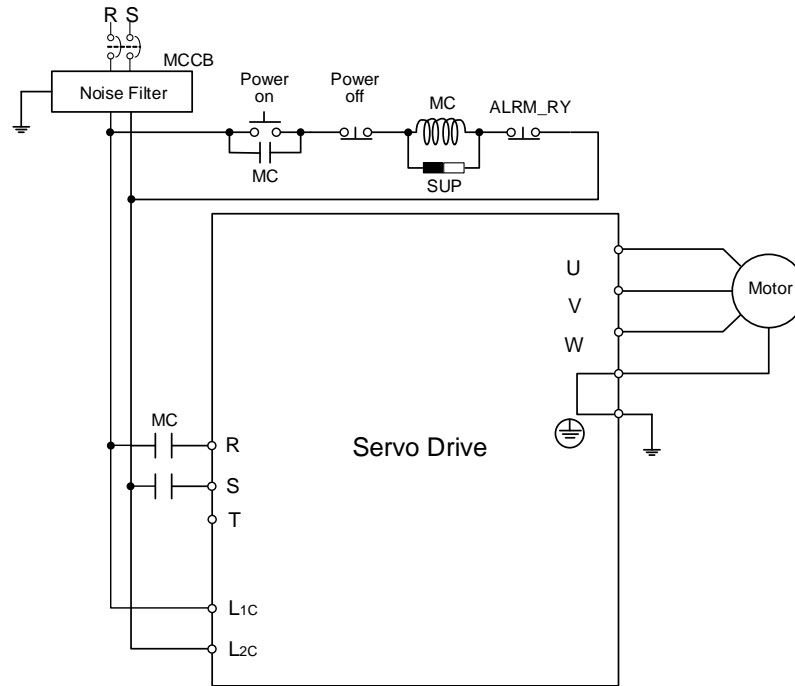 R S
MCCB
Noise Filter
Power on
Power off
MC
ALRM_RY
MC
SUP
U
V
W
Motor
MC
R
S
T
Servo Drive
L1C
L2C